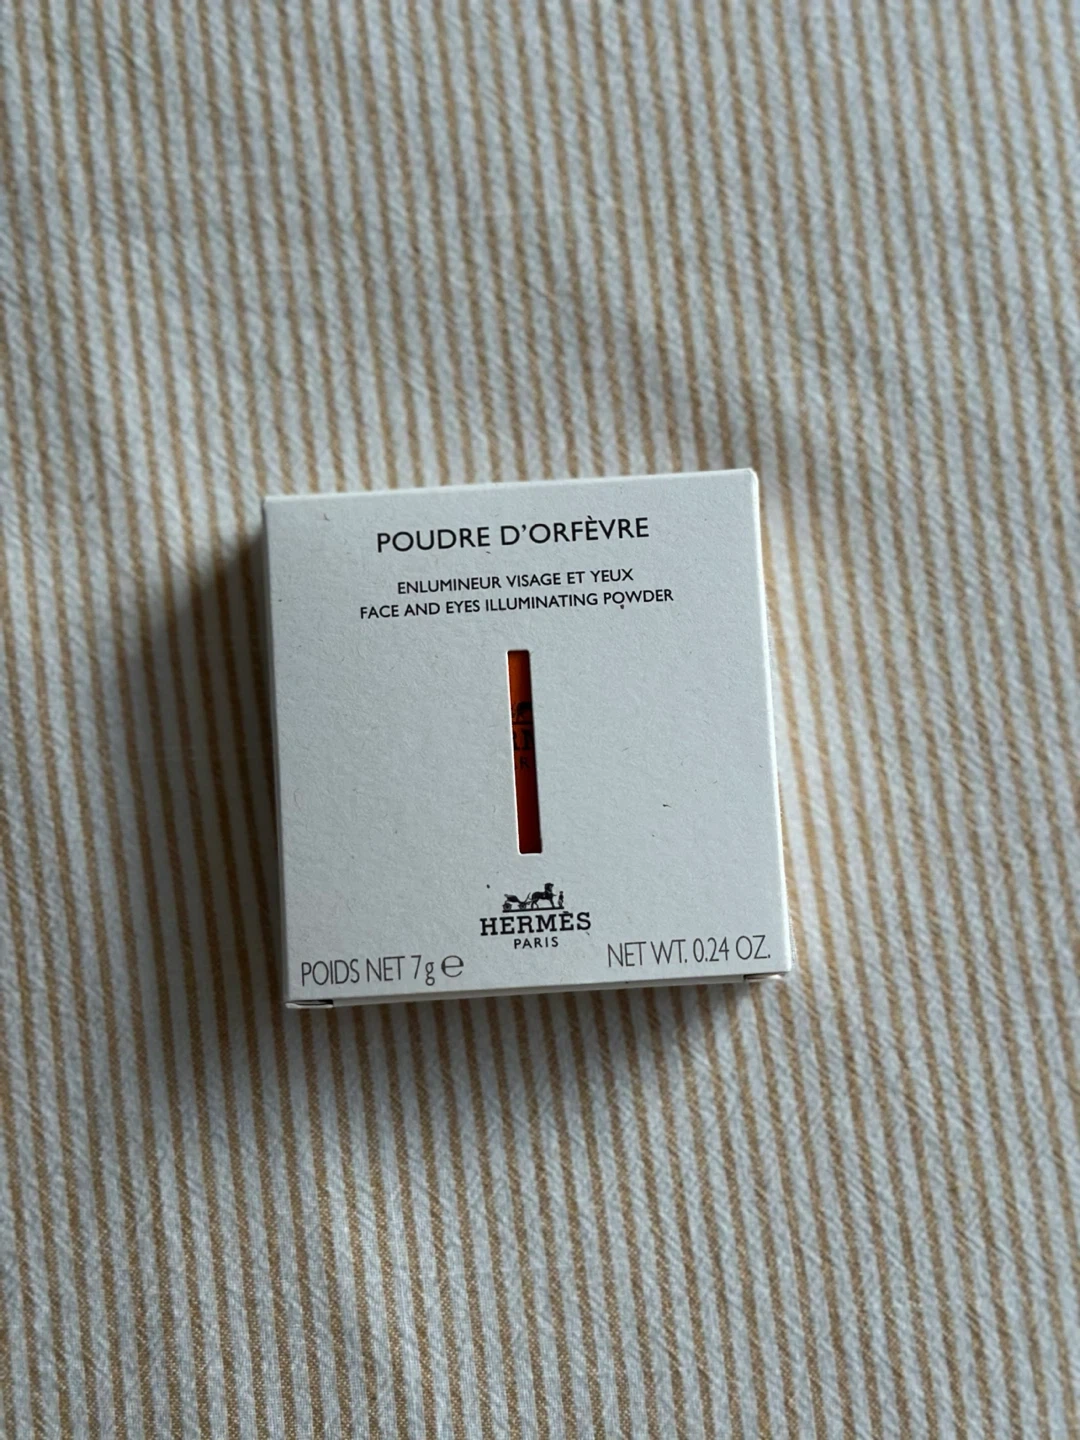 POUDRE D'ORFÈVRE
ENLUMINEUR VISAGE ET YEUX
FACE AND EYES ILLUMINATING POWDER
HERMÈS
PARIS
POIDS NET 7g ℮
NET WT. 0.24 OZ.